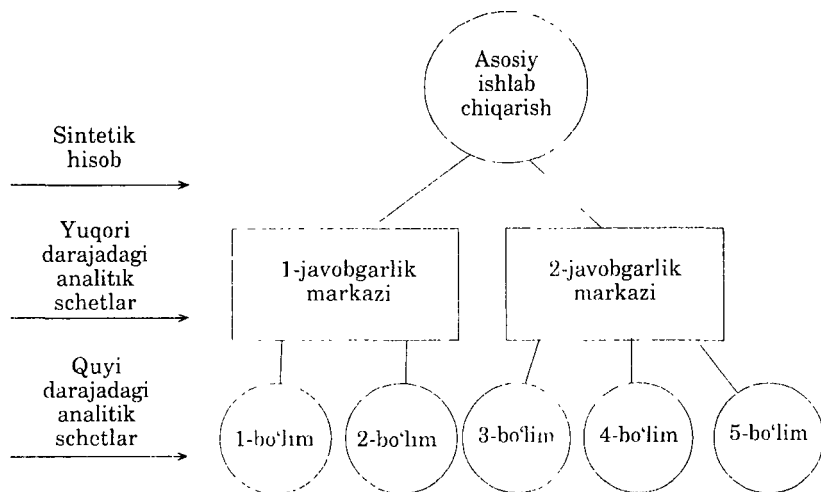 Asosiy
ishlab
chiqarish
Sintetik
hisob
Yuqori
darajadagi
analitik
schetlar
1-javobgarlik
markazi
2-javobgarlik
markazi
Quyi
darajadagi
analitik
schetlar
1-bo‘lim
2-bo‘lim
3-bo‘lim
4-bo‘lim
5-bo‘lim